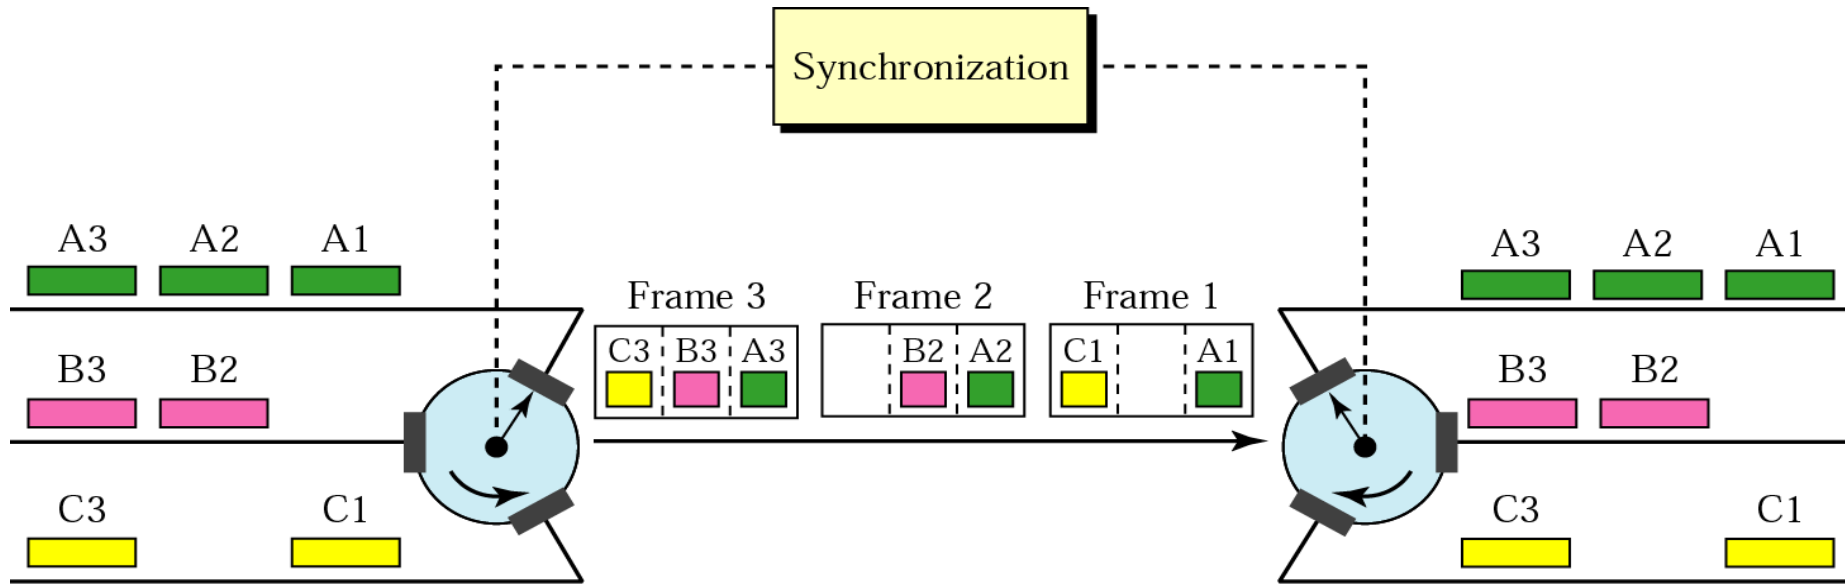 Synchronization
A3 A2 A1
A3 A2 A1
Frame 3 Frame 2 Frame 1
C3 B3 A3
B2 A2
C1 A1
B3 B2
B3 B2
C3 C1
C3 C1